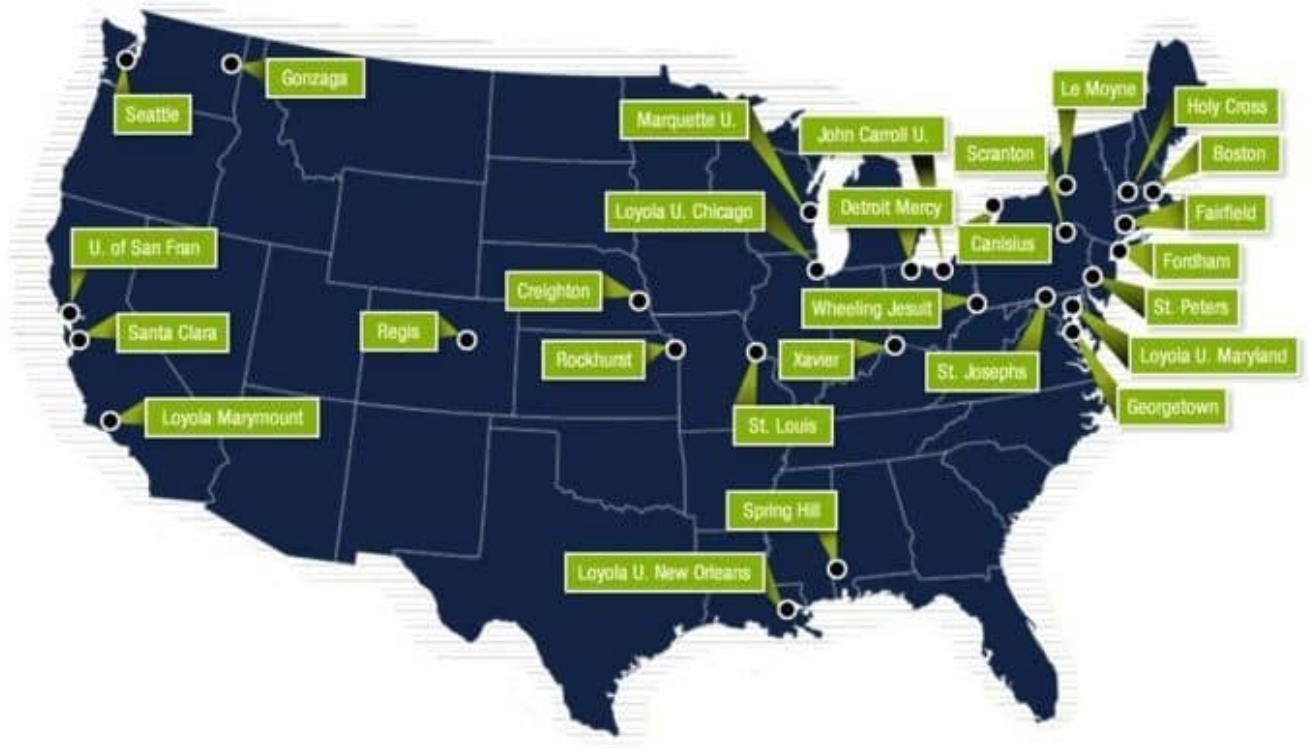 Seattle
Gonzaga
Marquette U.
John Carroll U.
Le Moyne
Holy Cross
Scranton
Boston
Loyola U. Chicago
Detroit Mercy
Fairfield
U. of San Fran
Canisius
Fordham
Creighton
Wheeling Jesuit
St. Peters
Santa Clara
Regis
Rockhurst
Xavier
St. Josephs
Loyola U. Maryland
Loyola Marymount
St. Louis
Georgetown
Spring Hill
Loyola U. New Orleans